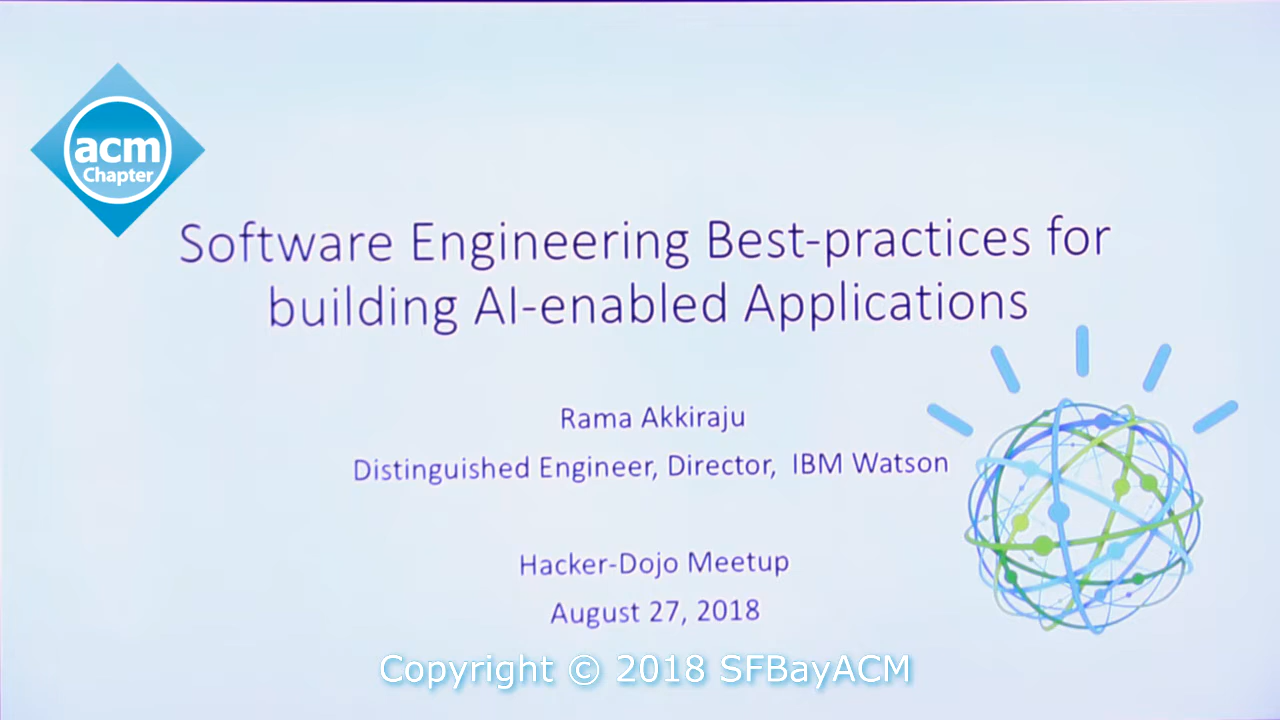 acm
Chapter
Software Engineering Best-practices for
building AI-enabled Applications
Rama Akkiraju
Distinguished Engineer, Director, IBM Watson
Hacker-Dojo Meetup
August 27, 2018
Copyright © 2018 SFBayACM